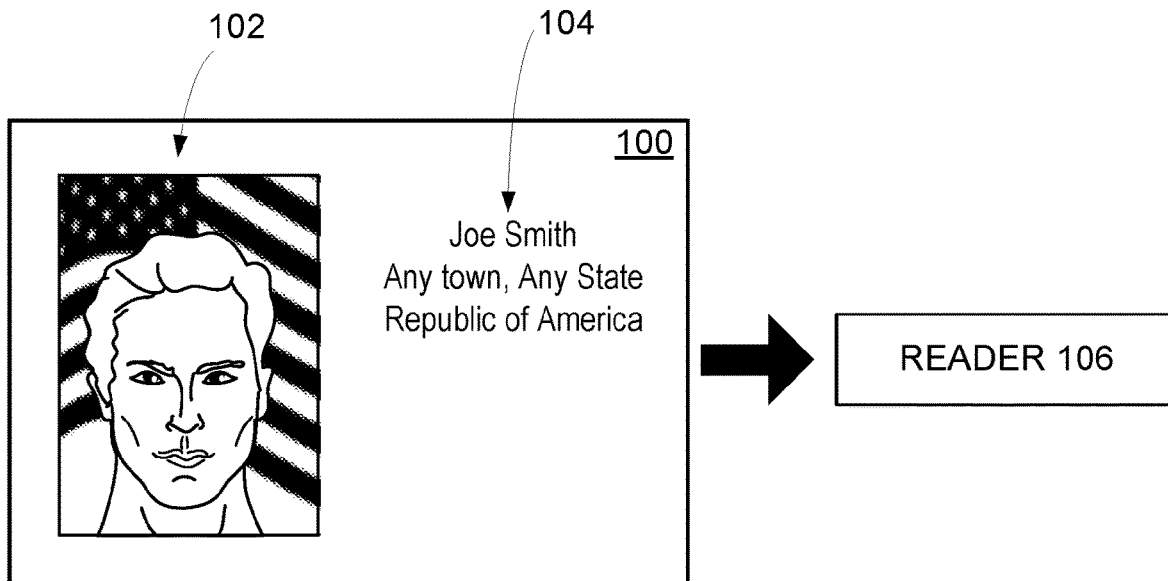 102
104
100
Joe Smith
Any town, Any State
Republic of America
READER 106